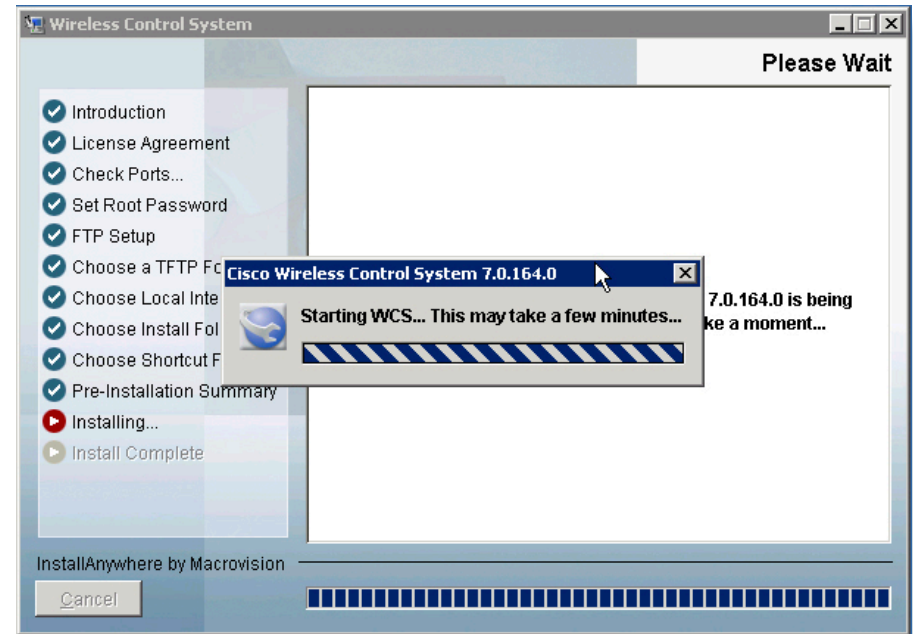 Wireless Control System
Please Wait
Introduction
License Agreement
Check Ports...
Set Root Password
FTP Setup
Choose a TFTP Fo
Choose Local Inte
Choose Install Fol
Choose Shortcut F
Pre-Installation Summary
Installing...
Install Complete
Cisco Wireless Control System 7.0.164.0
Starting WCS... This may take a few minutes...
7.0.164.0 is being
ke a moment...
InstallAnywhere by Macrovision
Cancel